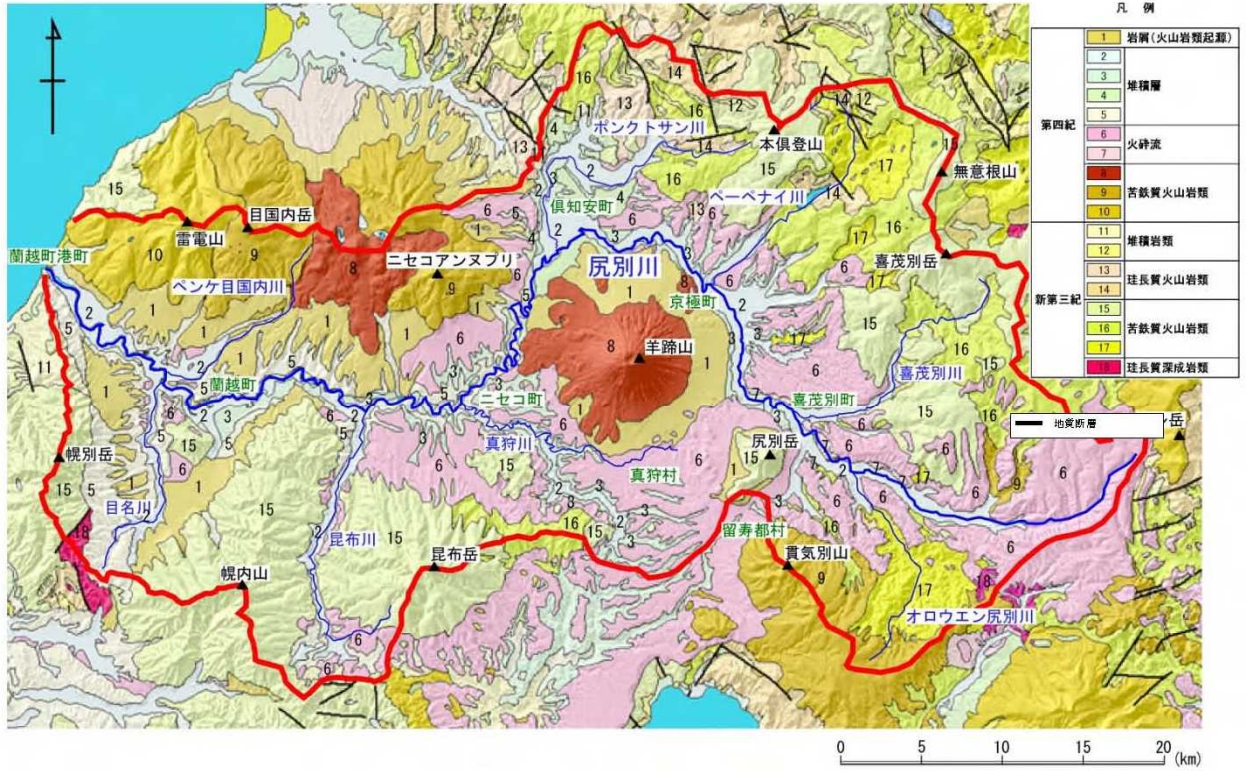 凡 例
第四紀
1 岩屑(火山岩類起源)
2
3
4
5
堆積層
6
7
火砕流
8
9
10
苦鉄質火山岩類
新第三紀
11
12
堆積岩類
13
14
珪長質火山岩類
15
16
17
苦鉄質火山岩類
18 珪長質深成岩類
地質断層
ポンクトサン川
本倶登山
無意根山
ペーペナイ川
倶知安町
目国内岳
雷電山
ニセコアンヌプリ
蘭越町港町
ペンケ目国内川
尻別川
京極町
喜茂別岳
羊蹄山
喜茂別川
喜茂別町
蘭越町
ニセコ町
真狩川
真狩村
尻別岳
岳
幌別岳
目名川
昆布川
昆布岳
幌内山
留寿都村
貫気別山
オロウエン尻別川
0 5 10 15 20 (km)